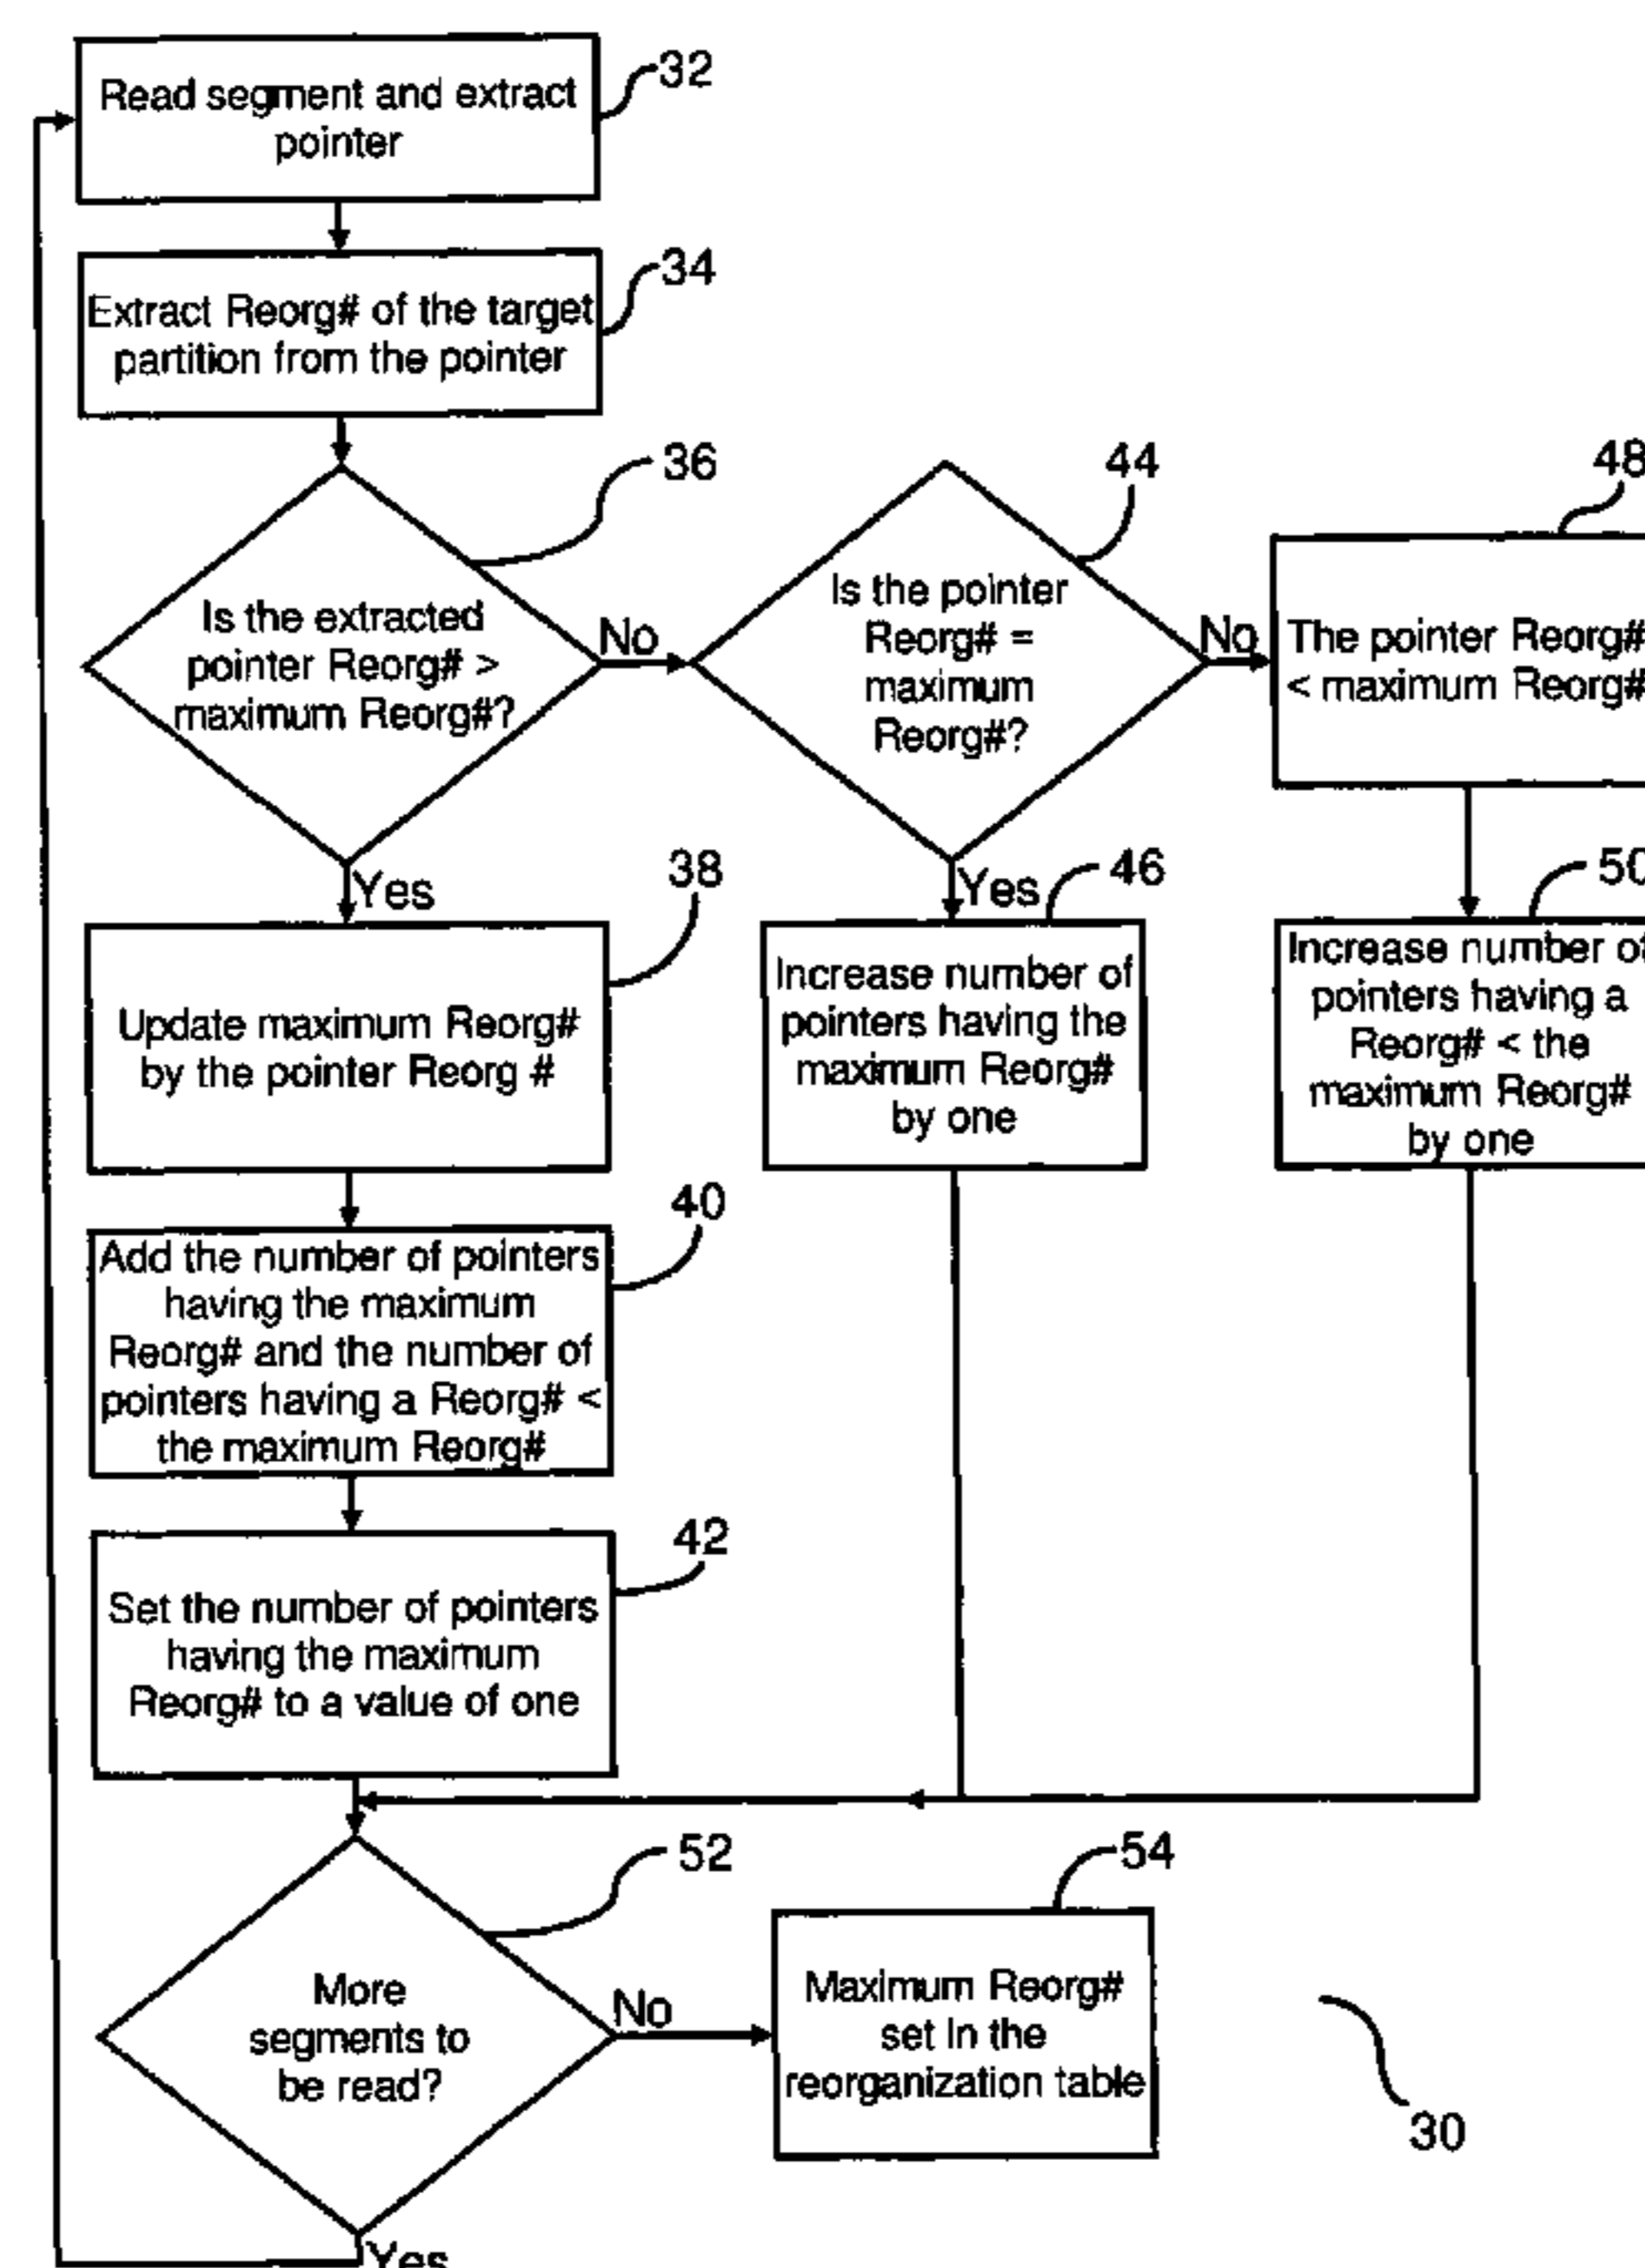 Read segment and extract
pointer
32
Extract Reorg# of the target
partition from the pointer
34
36
Is the extracted
pointer Reorg# >
maximum Reorg#?
No
44
Is the pointer
Reorg# =
maximum
Reorg#?
No
48
The pointer Reorg#
< maximum Reorg#
Yes
38
Update maximum Reorg#
by the pointer Reorg #
Yes
46
Increase number of
pointers having the
maximum Reorg#
by one
50
Increase number of
pointers having a
Reorg# < the
maximum Reorg#
by one
40
Add the number of pointers
having the maximum
Reorg# and the number of
pointers having a Reorg# <
the maximum Reorg#
42
Set the number of pointers
having the maximum
Reorg# to a value of one
52
More
segments to
be read?
No
54
Maximum Reorg#
set in the
reorganization table
30
Yes